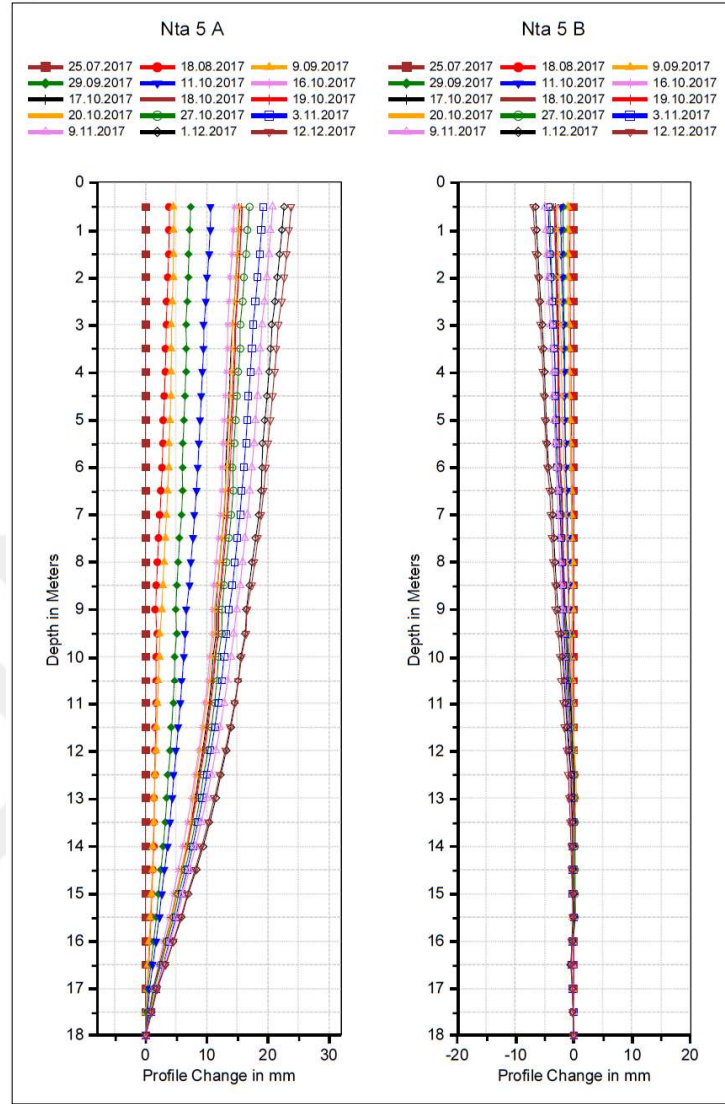 Nta 5 A
25.07.2017 18.08.2017 9.09.2017
29.09.2017 11.10.2017 16.10.2017
17.10.2017 18.10.2017 19.10.2017
20.10.2017 27.10.2017 3.11.2017
9.11.2017 1.12.2017 12.12.2017
0
1
2
3
4
5
6
7
8
9
10
11
12
13
14
15
16
17
18
Depth in Meters
0 10 20 30
Profile Change in mm
Nta 5 B
25.07.2017 18.08.2017 9.09.2017
29.09.2017 11.10.2017 16.10.2017
17.10.2017 18.10.2017 19.10.2017
20.10.2017 27.10.2017 3.11.2017
9.11.2017 1.12.2017 12.12.2017
0
1
2
3
4
5
6
7
8
9
10
11
12
13
14
15
16
17
18
Depth in Meters
-20 -10 0 10 20
Profile Change in mm